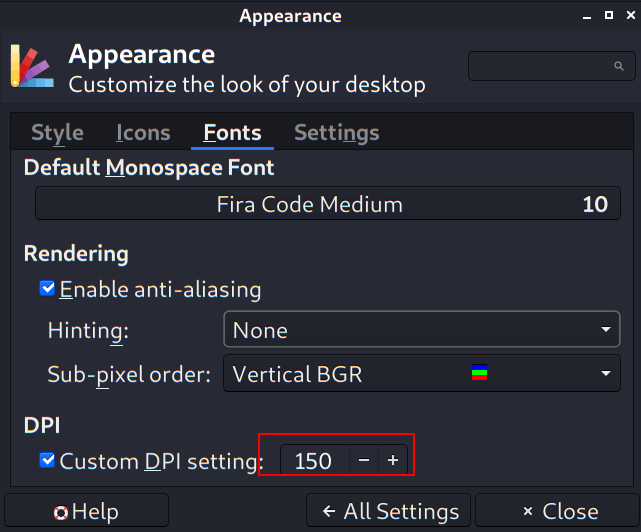 Appearance
Appearance
Customize the look of your desktop
Style Icons Fonts Settings
Default Monospace Font
Fira Code Medium 10
Rendering
Enable anti-aliasing
Hinting: None
Sub-pixel order: Vertical BGR
DPI
Custom DPI setting: 150 − +
Help All Settings Close